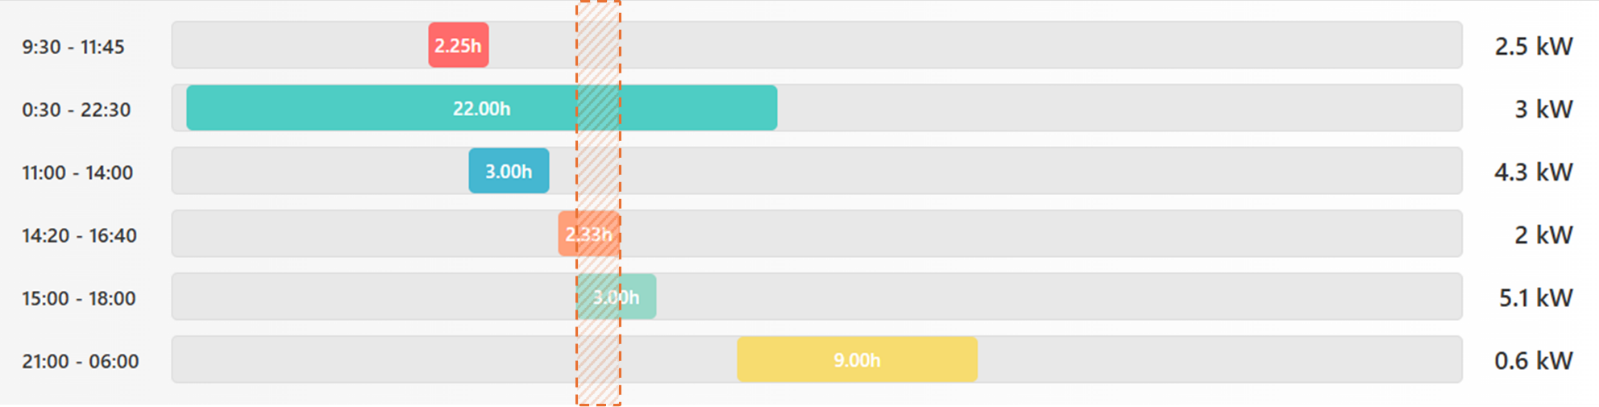 9:30 - 11:45 2.25h 2.5 kW
0:30 - 22:30 22.00h 3 kW
11:00 - 14:00 3.00h 4.3 kW
14:20 - 16:40 2.33h 2 kW
15:00 - 18:00 3.00h 5.1 kW
21:00 - 06:00 9.00h 0.6 kW